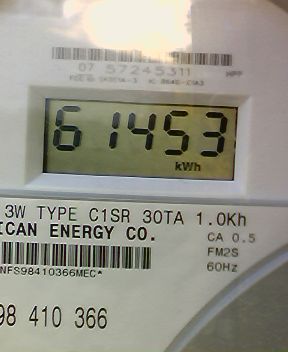 07 57245311
61453
kWh
3W TYPE C1SR 30TA 1.0Kh
ICAN ENERGY CO.
CA 0.5
FM2S
60Hz
NFS98410366MEC*
98 410 366